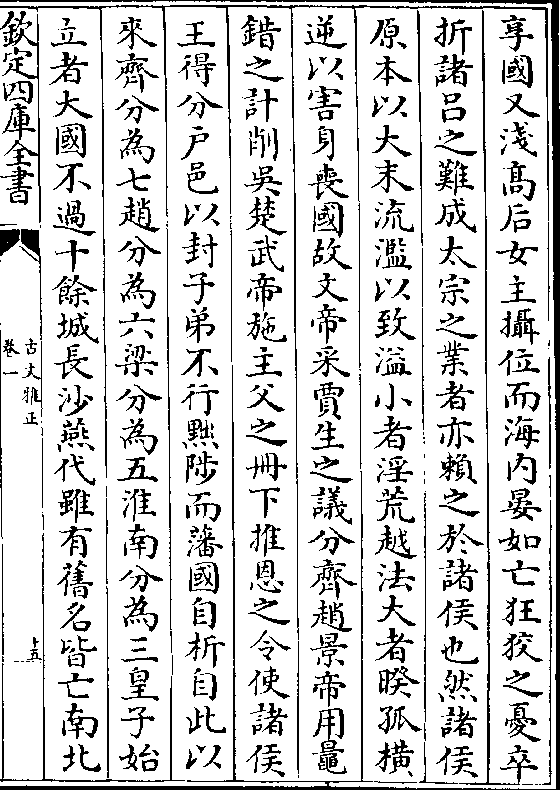 享國又淺高后女主攝位而海内晏如亡狂狡之憂卒
折諸吕之難成太宗之業者亦賴之於諸侯也然諸侯
原本以大末流濫以致溢小者淫荒越法大者暌孤横
逆以害身喪國故文帝采賈生之議分齊趙景帝用鼂
錯之計削吳楚武帝施主父之冊下推恩之令使諸侯
王得分户邑以封子弟不行黜陟而藩國自析自此以
來齊分為七趙分為六梁分為五淮南分為三皇子始
立者大國不過十餘城長沙燕代雖有舊名皆亡南北
欽定四庫全書
古文雅正
卷一
十五